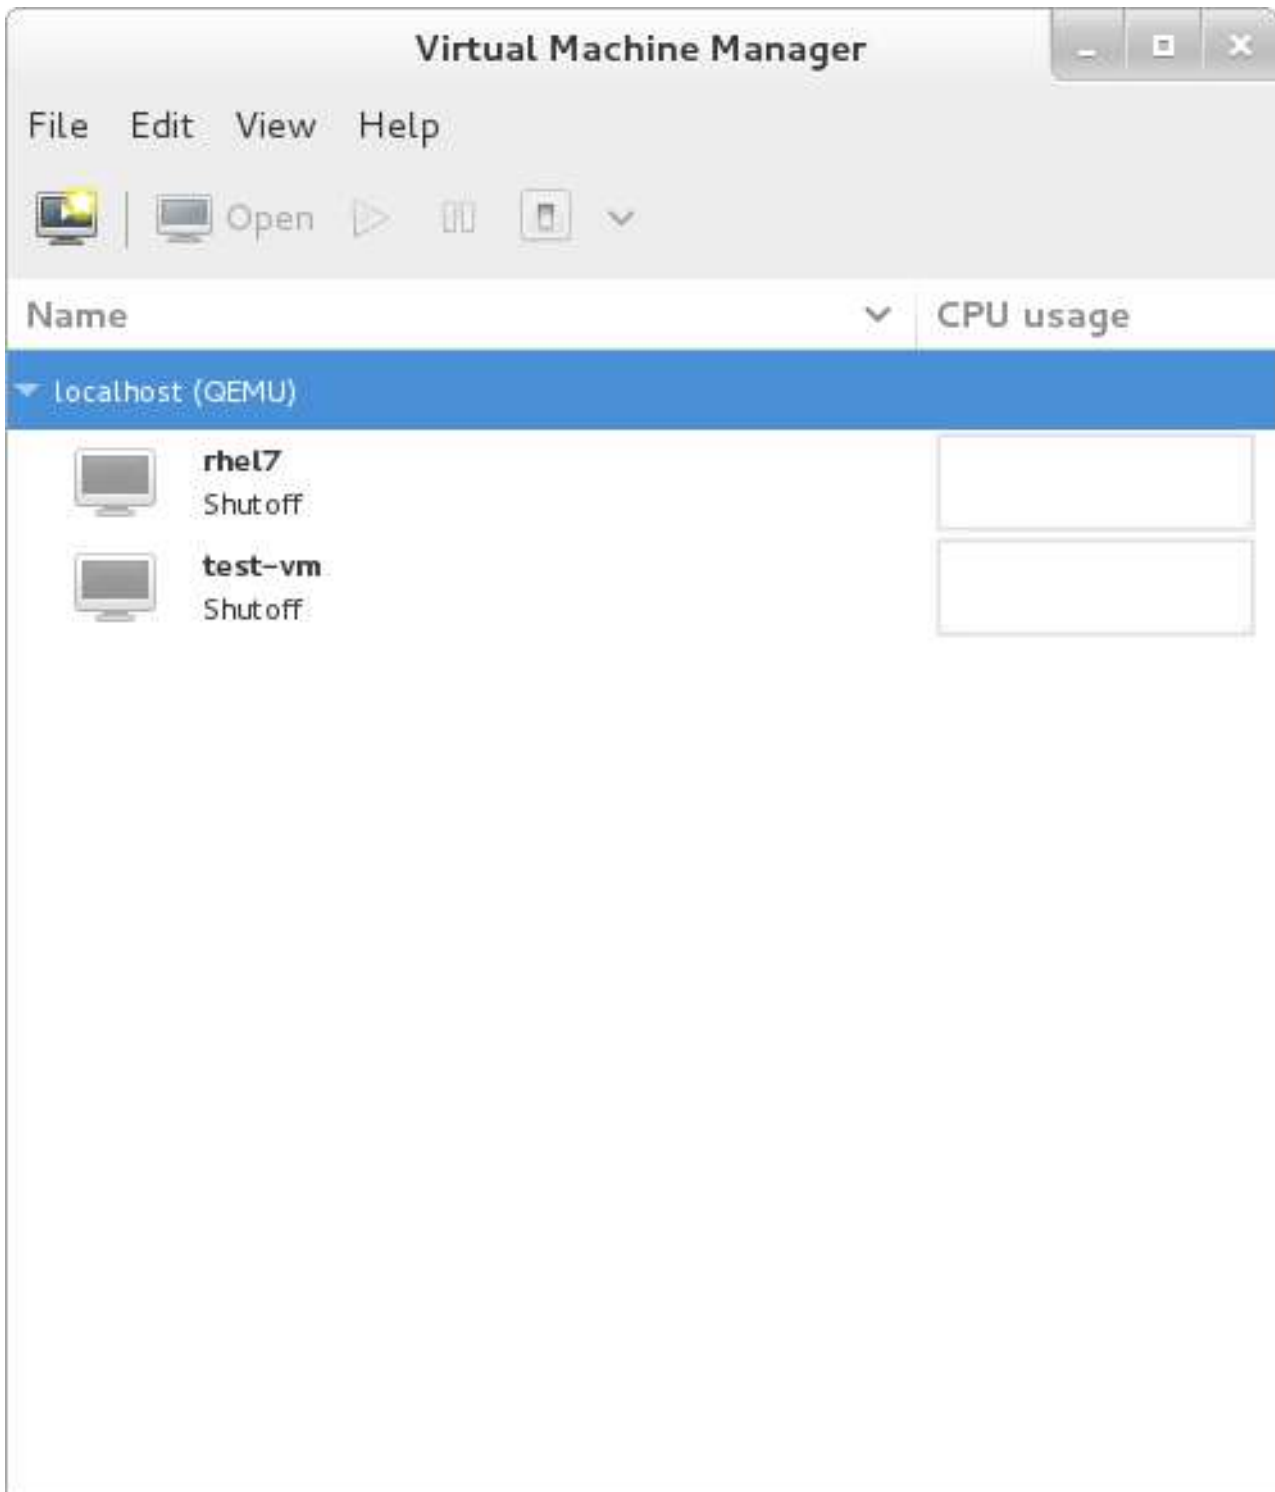 Virtual Machine Manager
File Edit View Help
Open
Name CPU usage
localhost (QEMU)
rhel7
Shutoff
test-vm
Shutoff